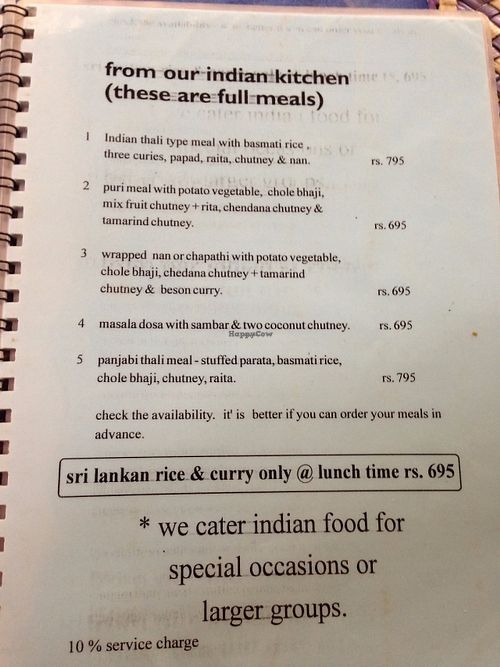 from our indian kitchen
(these are full meals)
1 Indian thali type meal with basmati rice ,
three curies, papad, raita, chutney & nan. rs. 795
2 puri meal with potato vegetable, chole bhaji,
mix fruit chutney + rita, chendana chutney &
tamarind chutney. rs. 695
3 wrapped nan or chapathi with potato vegetable,
chole bhaji, chedana chutney + tamarind
chutney & beson curry. rs. 695
4 masala dosa with sambar & two coconut chutney. rs. 695
HappyCow
5 panjabi thali meal - stuffed parata, basmati rice,
chole bhaji, chutney, raita. rs. 795
check the availability. it' is better if you can order your meals in
advance.
sri lankan rice & curry only @ lunch time rs. 695
* we cater indian food for
special occasions or
larger groups.
10 % service charge